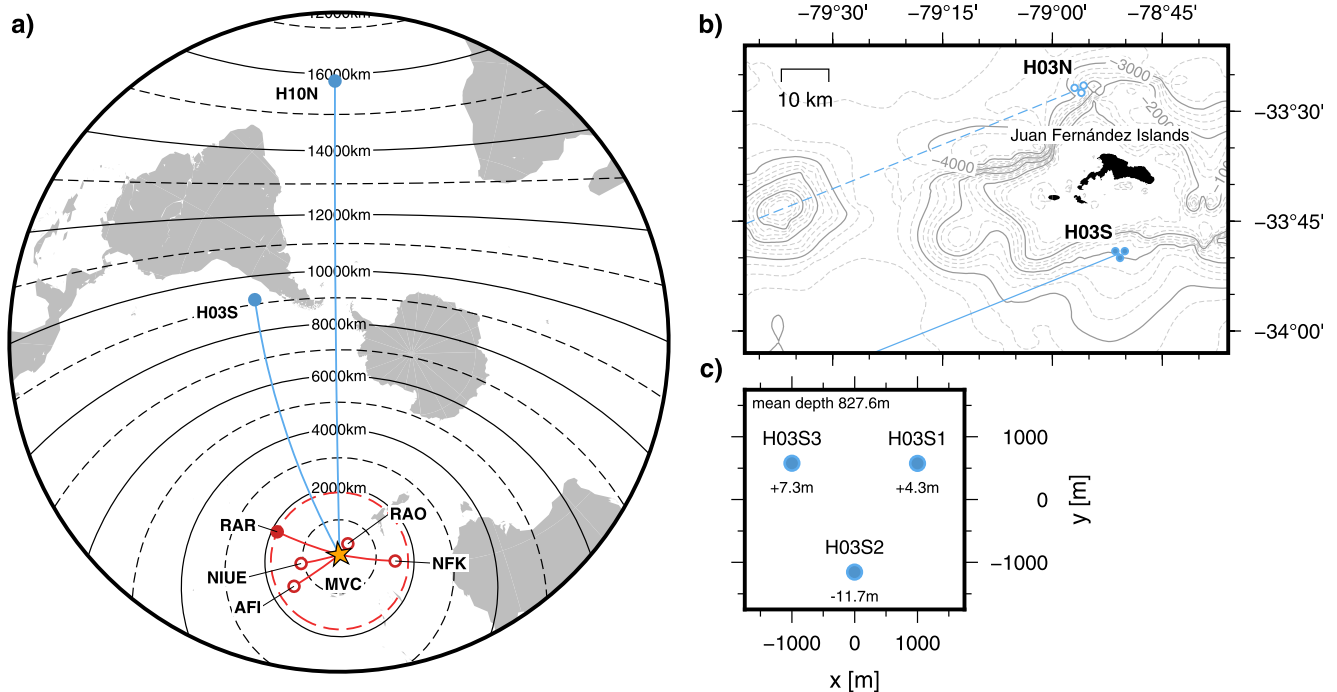 a)
12000km
16000km
H10N
14000km
12000km
10000km
H03S
8000km
6000km
4000km
2000km
RAR
RAO
NIUE
NFK
MVC
AFI
b)
−79°30'
−79°15'
−79°00'
−78°45'
H03N
−3000
10 km
−2000
−33°30'
Juan Fernández Islands
−4000
−33°45'
H03S
−34°00'
c)
mean depth 827.6m
H03S3
H03S1
1000
+7.3m
+4.3m
0
y [m]
H03S2
−1000
-11.7m
−1000
0
1000
x [m]